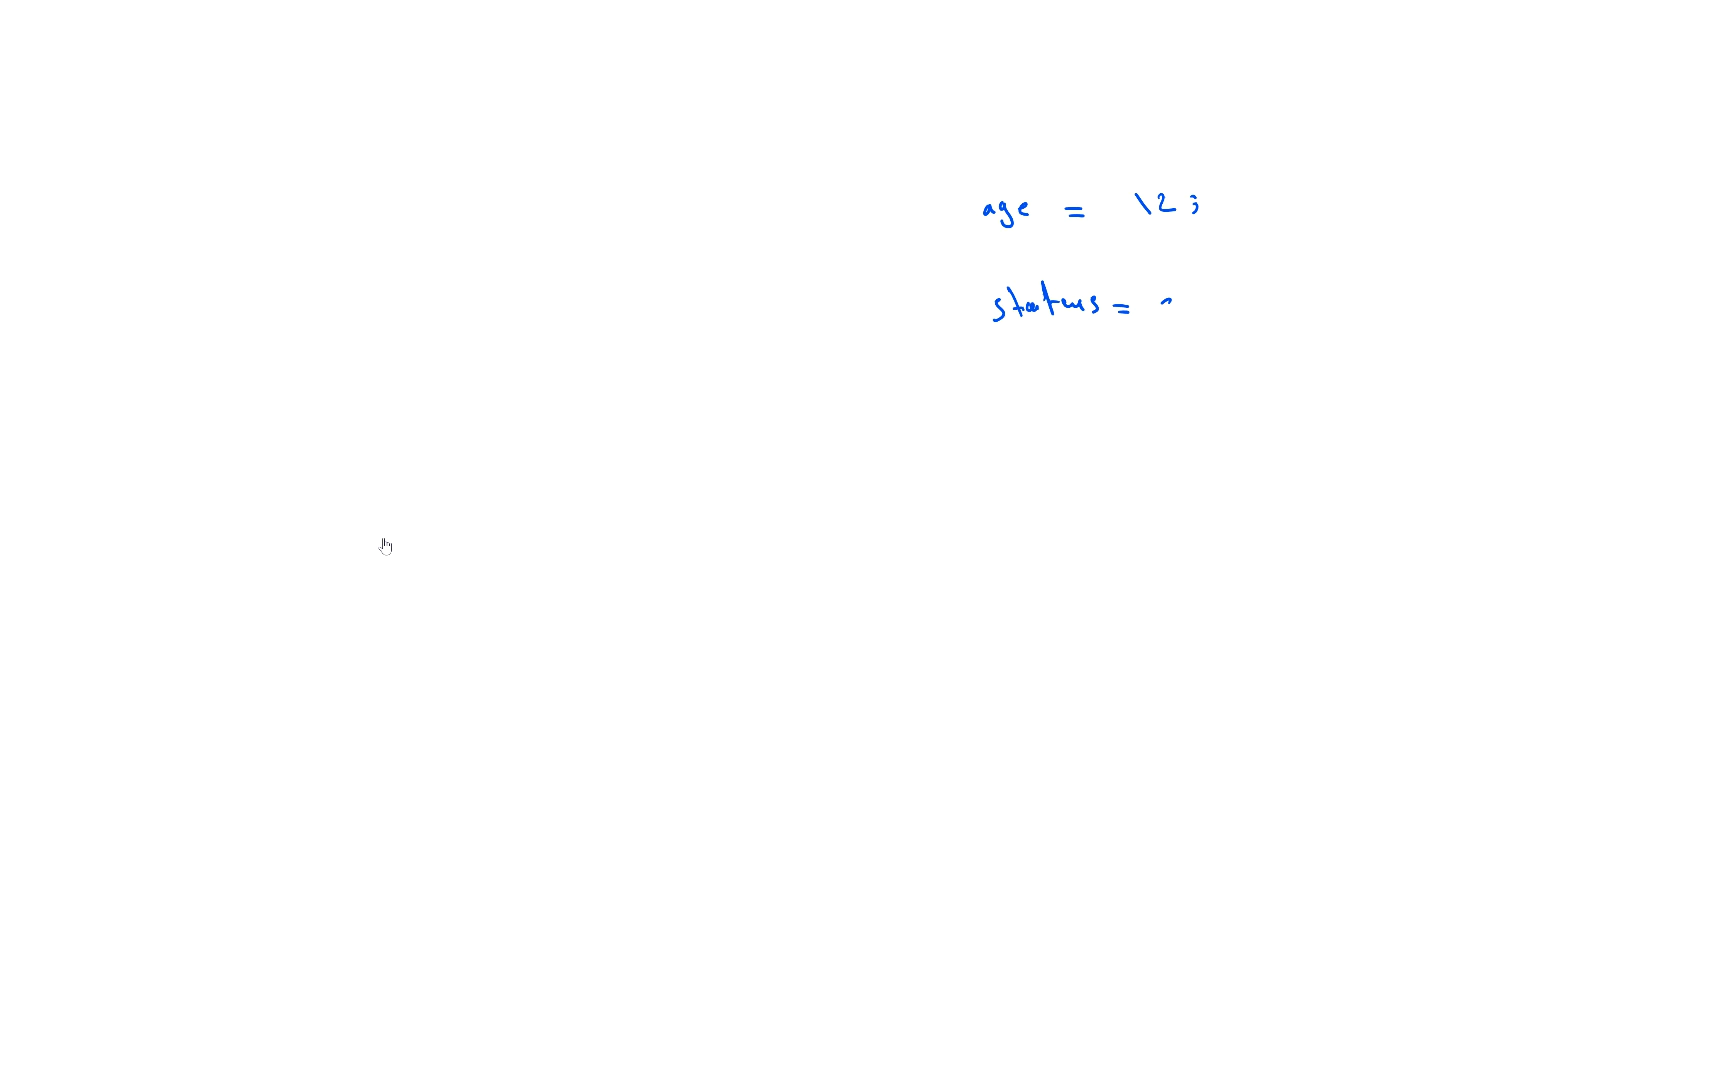 age = 12;
status =